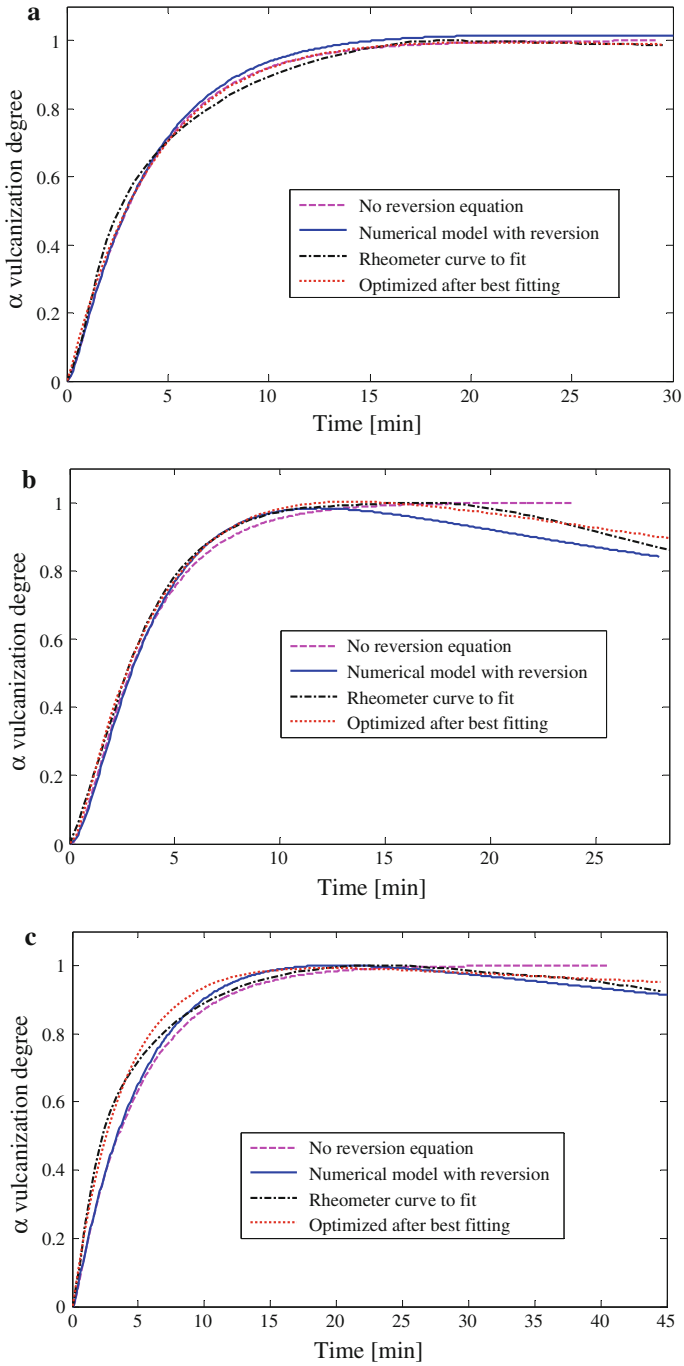 a
1
0.8
0.6
0.4
0.2
0
α vulcanization degree
No reversion equation
Numerical model with reversion
Rheometer curve to fit
Optimized after best fitting
0 5 10 15 20 25 30
Time [min]
b
1
0.8
0.6
0.4
0.2
0
α vulcanization degree
No reversion equation
Numerical model with reversion
Rheometer curve to fit
Optimized after best fitting
0 5 10 15 20 25
Time [min]
c
1
0.8
0.6
0.4
0.2
0
α vulcanization degree
No reversion equation
Numerical model with reversion
Rheometer curve to fit
Optimized after best fitting
0 5 10 15 20 25 30 35 40 45
Time [min]